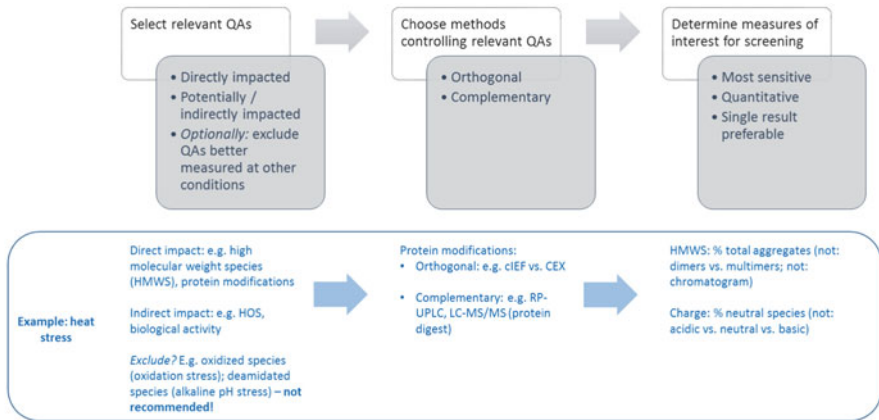 Select relevant QAs
• Directly impacted
• Potentially /
indirectly impacted
• Optionally: exclude
QAs better
measured at other
conditions
Choose methods
controlling relevant QAs
• Orthogonal
• Complementary
Determine measures of
interest for screening
• Most sensitive
• Quantitative
• Single result
preferable
Example: heat
stress
Direct impact: e.g. high
molecular weight species
(HMWS), protein modifications
Indirect impact: e.g. HOS,
biological activity
Exclude? E.g. oxidized species
(oxidation stress); deamidated
species (alkaline pH stress) – not
recommended!
Protein modifications:
• Orthogonal: e.g. cIEF vs. CEX
• Complementary: e.g. RP-
UPLC, LC-MS/MS (protein
digest)
HMWS: % total aggregates (not:
dimers vs. multimers; not:
chromatogram)
Charge: % neutral species (not:
acidic vs. neutral vs. basic)